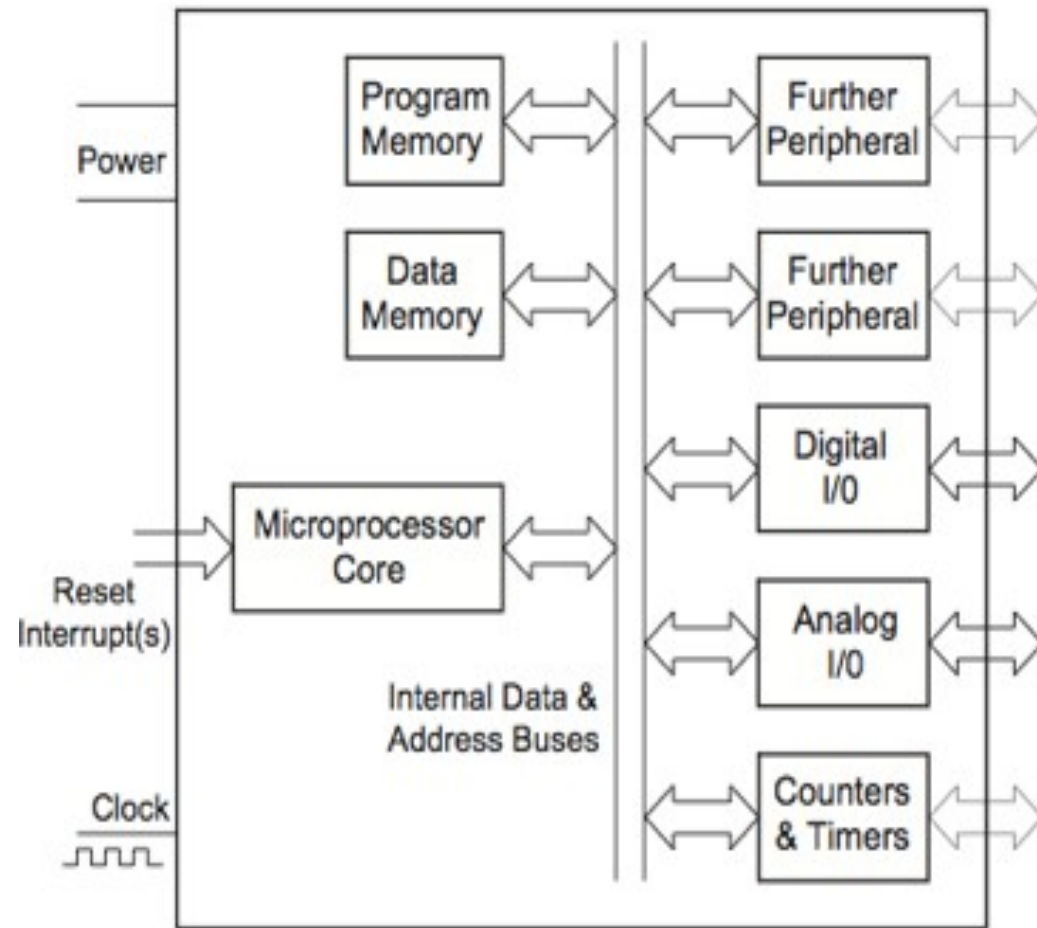 Program
Memory
Further
Peripheral
Power
Data
Memory
Further
Peripheral
Digital
I/0
Microprocessor
Core
Reset
Interrupt(s)
Analog
I/0
Internal Data &
Address Buses
Clock
Counters
& Timers